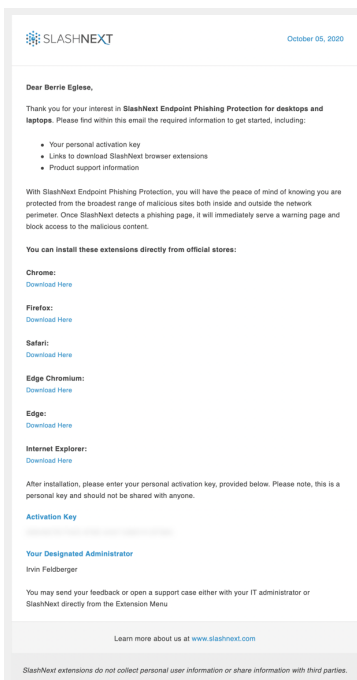 SLASHNEXT
October 05, 2020
Dear Berrie Eglese,
Thank you for your interest in SlashNext Endpoint Phishing Protection for desktops and
laptops. Please find within this email the required information to get started, including:
• Your personal activation key
• Links to download SlashNext browser extensions
• Product support information
With SlashNext Endpoint Phishing Protection, you will have the peace of mind of knowing you are
protected from the broadest range of malicious sites both inside and outside the network
perimeter. Once SlashNext detects a phishing page, it will immediately serve a warning page and
block access to the malicious content.
You can install these extensions directly from official stores:
Chrome:
Download Here
Firefox:
Download Here
Safari:
Download Here
Edge Chromium:
Download Here
Edge:
Download Here
Internet Explorer:
Download Here
After installation, please enter your personal activation key, provided below. Please note, this is a
personal key and should not be shared with anyone.
Activation Key
Your Designated Administrator
Irvin Feldberger
You may send your feedback or open a support case either with your IT administrator or
SlashNext directly from the Extension Menu
Learn more about us at www.slashnext.com
SlashNext extensions do not collect personal user information or share information with third parties.